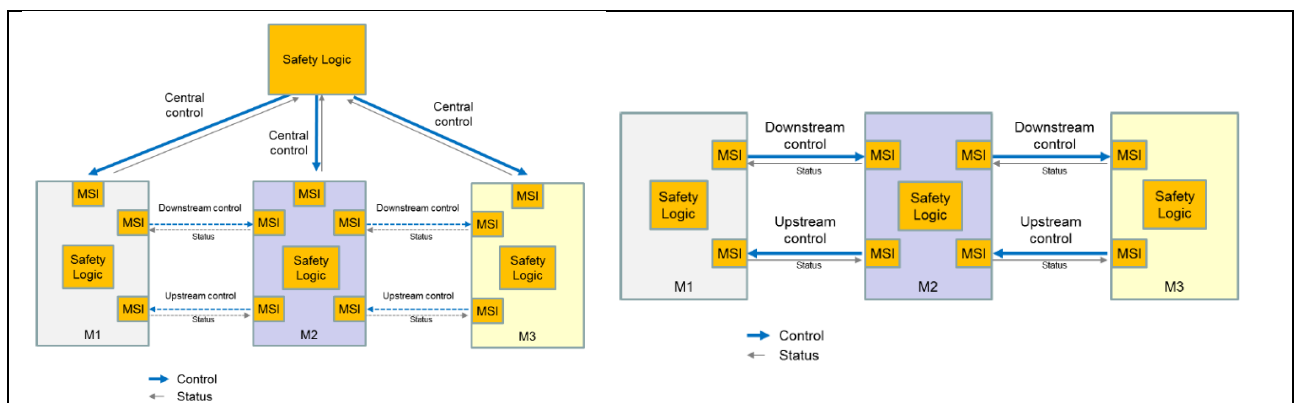 Safety Logic
Central
control
Central
control
Central
control
MSI
MSI
MSI
MSI
Downstream control
Status
MSI
MSI
Downstream control
Status
MSI
Safety
Logic
Safety
Logic
Safety
Logic
MSI
Upstream control
Status
MSI
MSI
Upstream control
Status
MSI
M1
M2
M3
Control
Status
MSI
Downstream
control
Status
MSI
MSI
Downstream
control
Status
MSI
Safety
Logic
Safety
Logic
Safety
Logic
MSI
Upstream
control
Status
MSI
MSI
Upstream
control
Status
MSI
M1
M2
M3
Control
Status